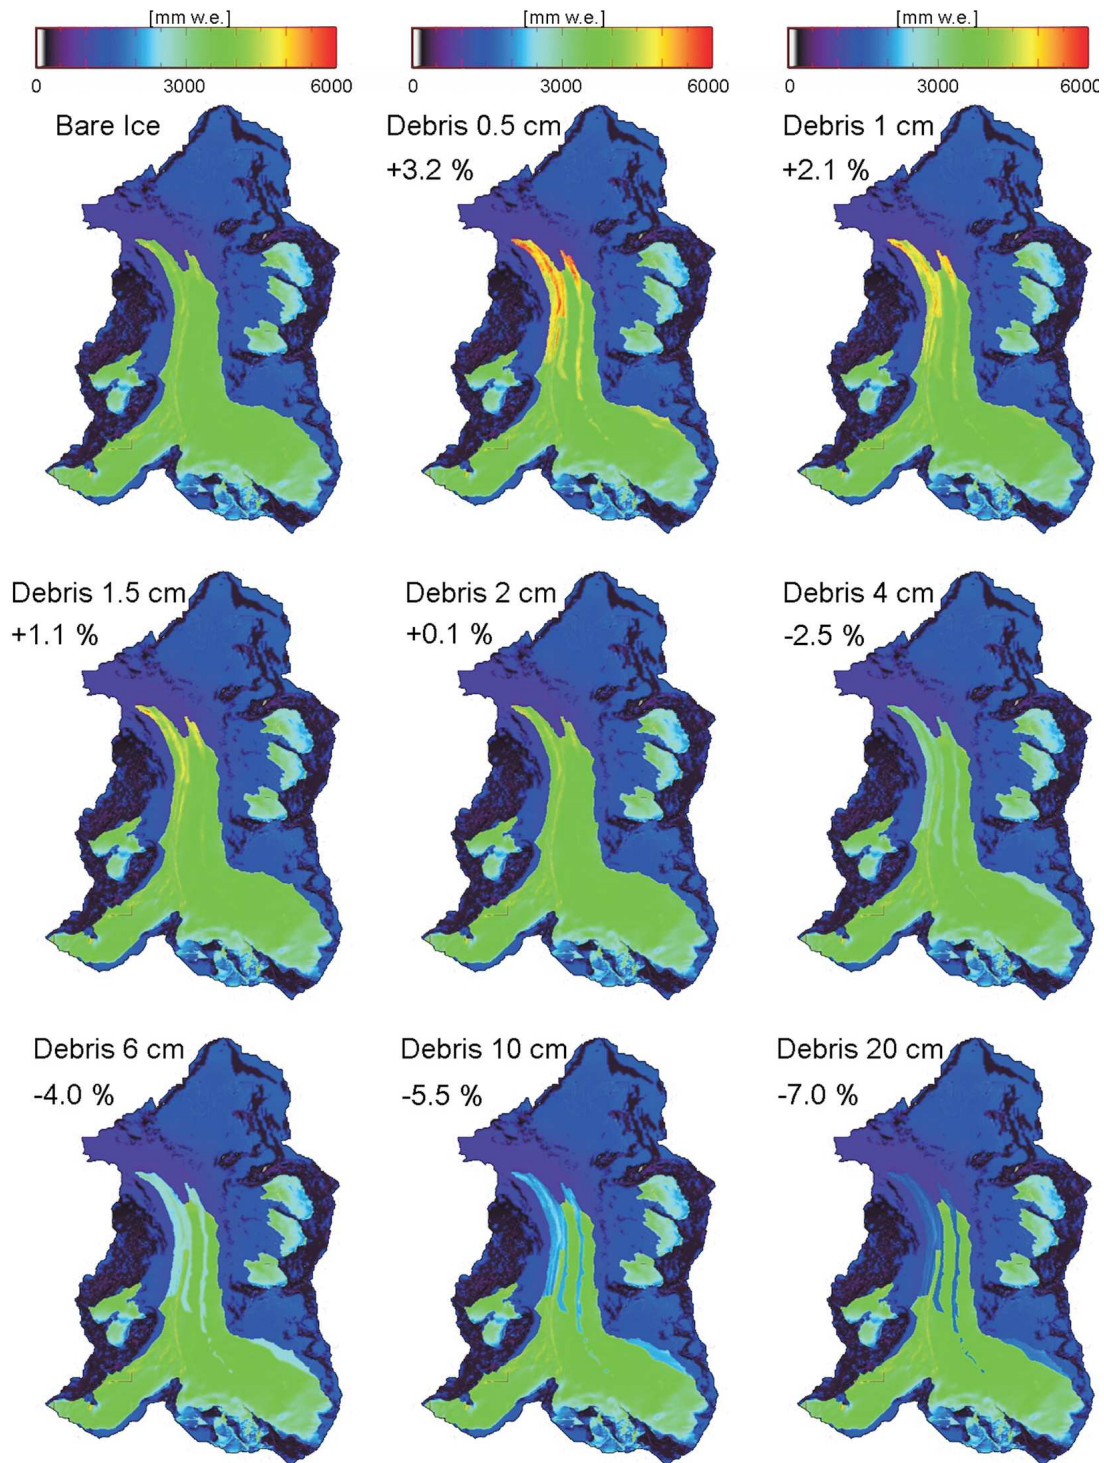 [mm w.e.] [mm w.e.] [mm w.e.]
0 3000 6000 0 3000 6000 0 3000 6000
Bare Ice Debris 0.5 cm Debris 1 cm
+3.2 % +2.1 %
Debris 1.5 cm Debris 2 cm Debris 4 cm
+1.1 % +0.1 % -2.5 %
Debris 6 cm Debris 10 cm Debris 20 cm
-4.0 % -5.5 % -7.0 %